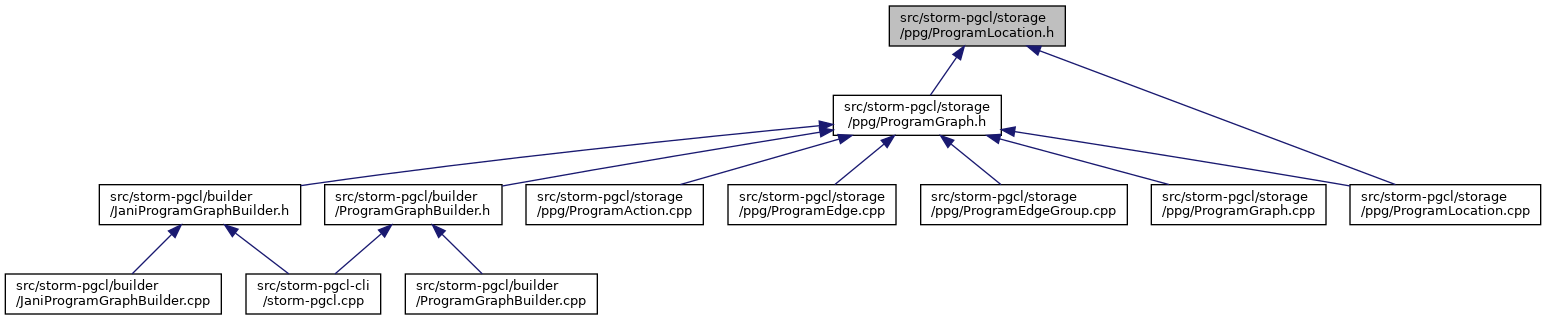 src/storm-pgcl/storage
/ppg/ProgramLocation.h
src/storm-pgcl/storage
/ppg/ProgramGraph.h
src/storm-pgcl/builder
/JaniProgramGraphBuilder.h
src/storm-pgcl/builder
/ProgramGraphBuilder.h
src/storm-pgcl/storage
/ppg/ProgramAction.cpp
src/storm-pgcl/storage
/ppg/ProgramEdge.cpp
src/storm-pgcl/storage
/ppg/ProgramEdgeGroup.cpp
src/storm-pgcl/storage
/ppg/ProgramGraph.cpp
src/storm-pgcl/storage
/ppg/ProgramLocation.cpp
src/storm-pgcl/builder
/JaniProgramGraphBuilder.cpp
src/storm-pgcl-cli
/storm-pgcl.cpp
src/storm-pgcl/builder
/ProgramGraphBuilder.cpp